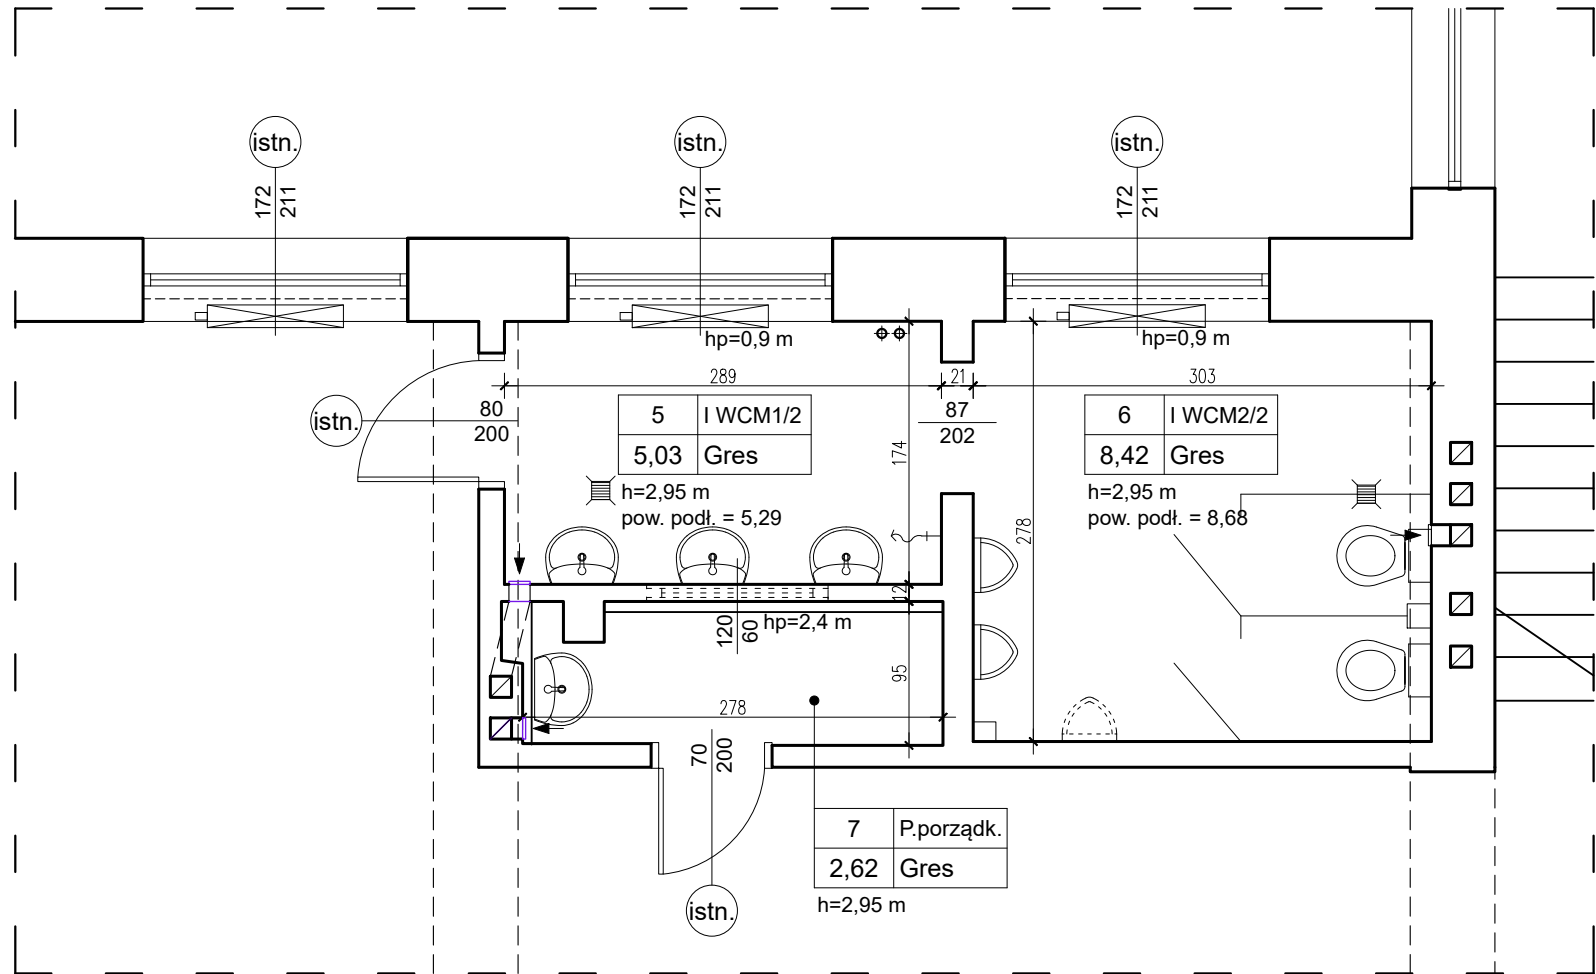 istn.
istn.
istn.
172
211
172
211
172
211
hp=0,9 m
hp=0,9 m
289
21
303
istn.
80
200
5
I WCM1/2
5,03
Gres
h=2,95 m
pow. podł. = 5,29
174
87
202
6
I WCM2/2
8,42
Gres
h=2,95 m
pow. podł. = 8,68
278
12
120
60
hp=2,4 m
95
278
70
200
7
P.porządk.
2,62
Gres
h=2,95 m
istn.